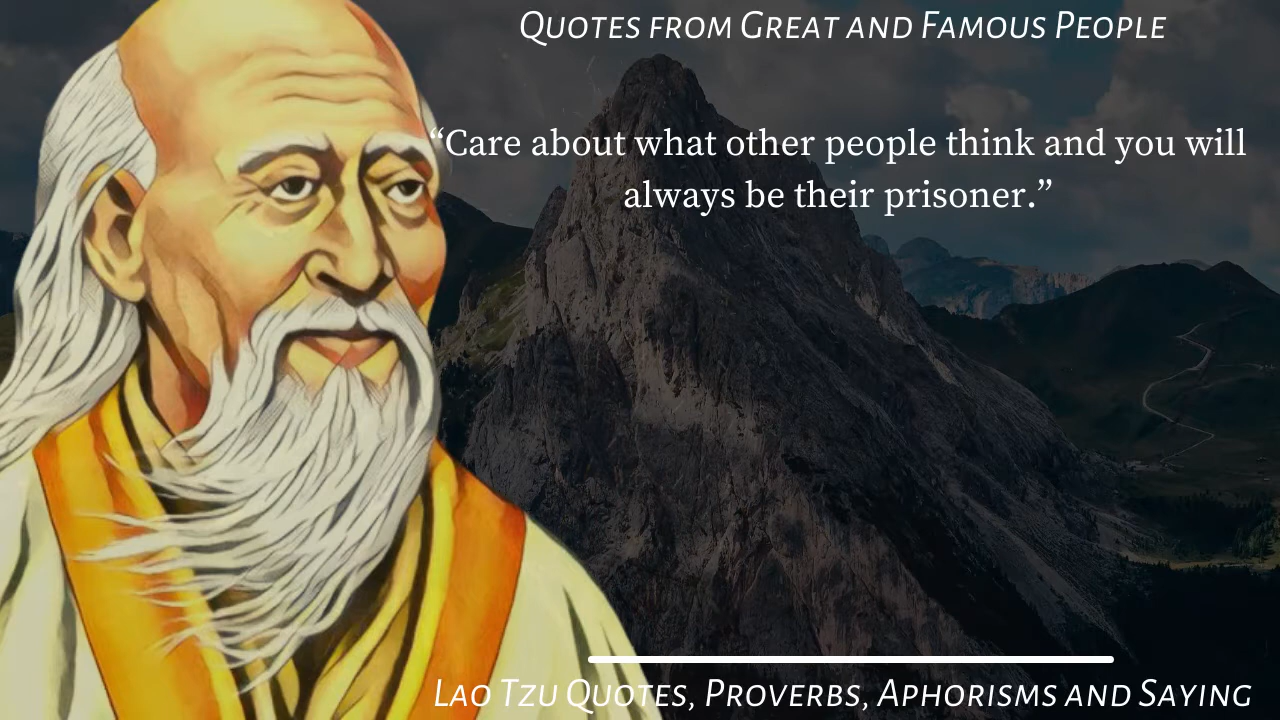 Quotes from Great and Famous People
“Care about what other people think and you will
always be their prisoner.”
Lao Tzu Quotes, Proverbs, Aphorisms and Saying